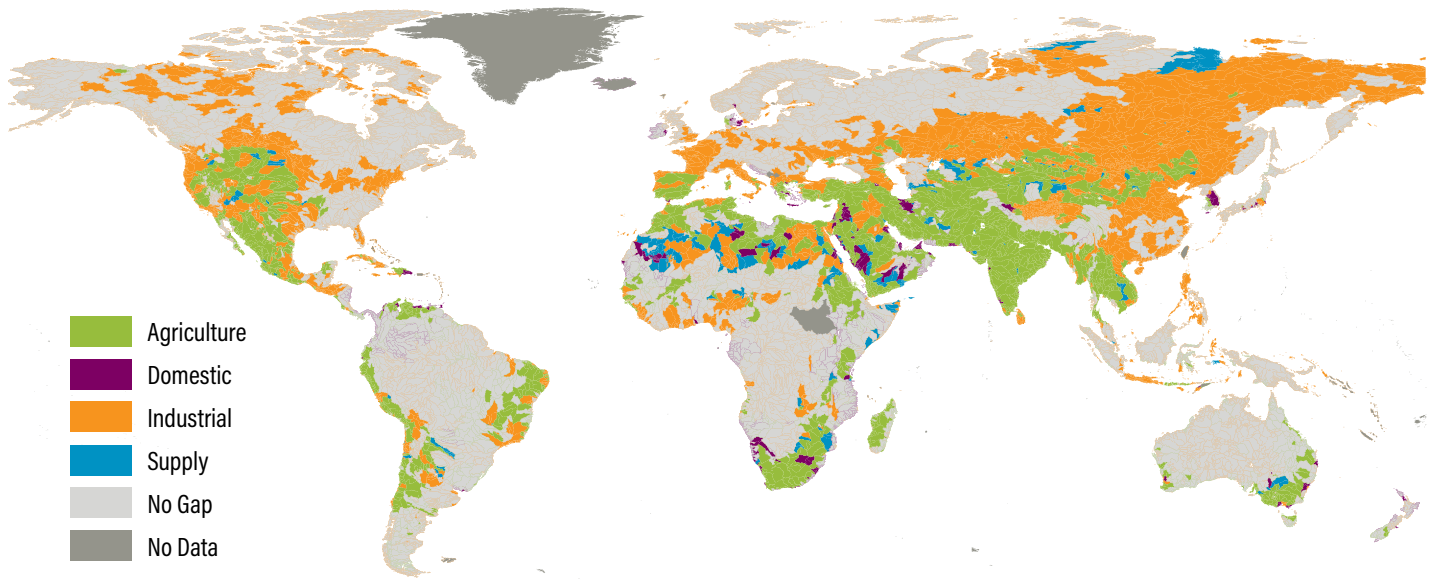 Agriculture
Domestic
Industrial
Supply
No Gap
No Data